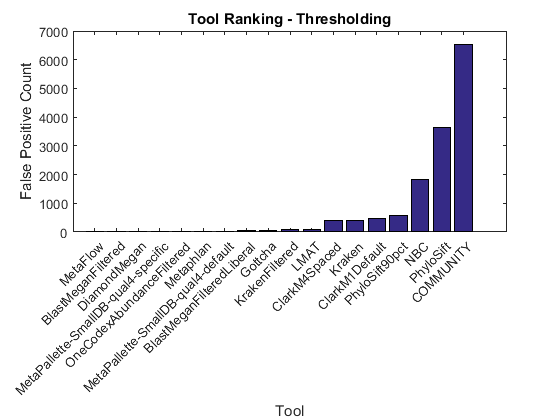 Tool Ranking - Thresholding
False Positive Count
7000
6000
5000
4000
3000
2000
1000
0
MetaFlow
BlastMeganFiltered
DiamondMegan
MetaPallette-SmallDB-qual4-specific
OneCodexAbundanceFiltered
Metaphlan
MetaPallette-SmallDB-qual4-default
BlastMeganFilteredLiberal
Gottcha
KrakenFiltered
LMAT
ClarkM4Spaced
Kraken
ClarkM1Default
PhyloSift90pct
NBC
PhyloSift
COMMUNITY
Tool